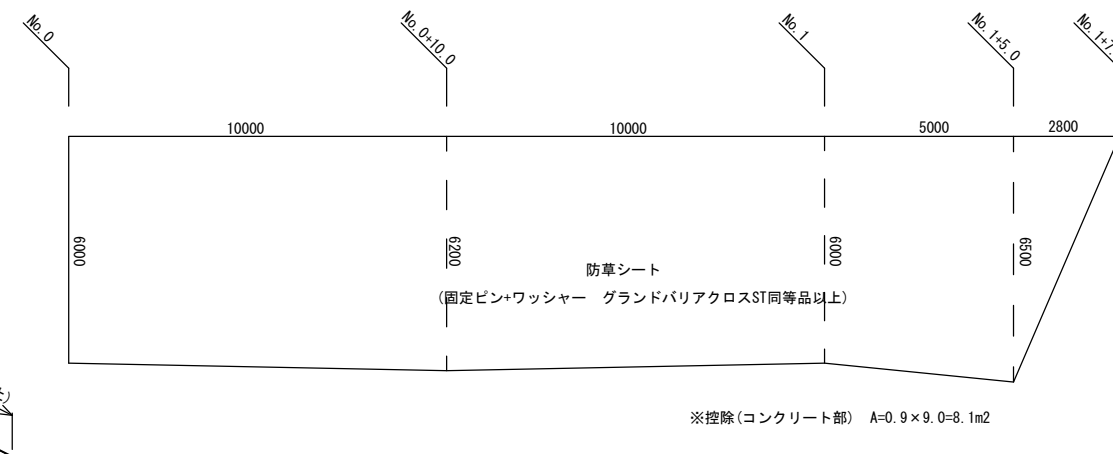 No.0
No.0+10.0
No.1
No.1+5.0
No.1+7.
10000
10000
5000
2800
6000
6200
6000
6500
防草シート
(固定ピン+ワッシャー　グランドバリアクロスST同等品以上)
※控除(コンクリート部)　A=0.9×9.0=8.1m2